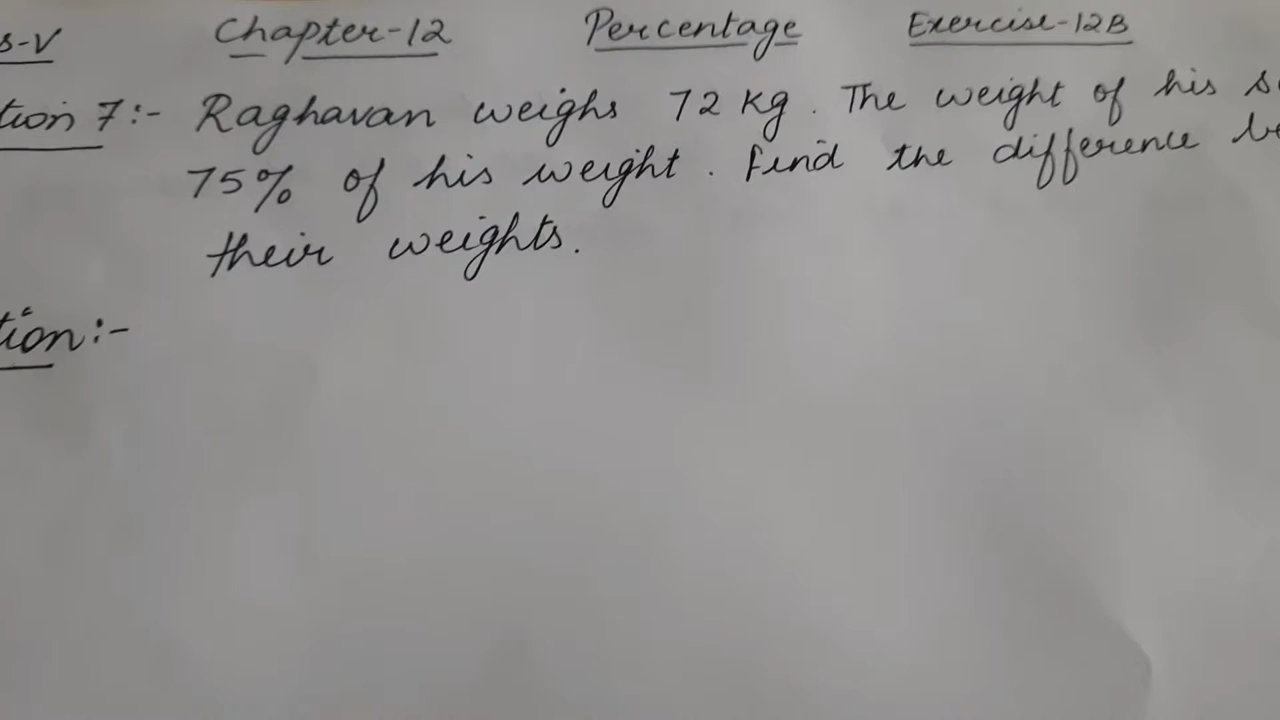 s-V Chapter-12 Percentage Exercise-12B
tion 7:- Raghavan weighs 72 kg. The weight of his s
75% of his weight. Find the difference be
their weights.
tion:-